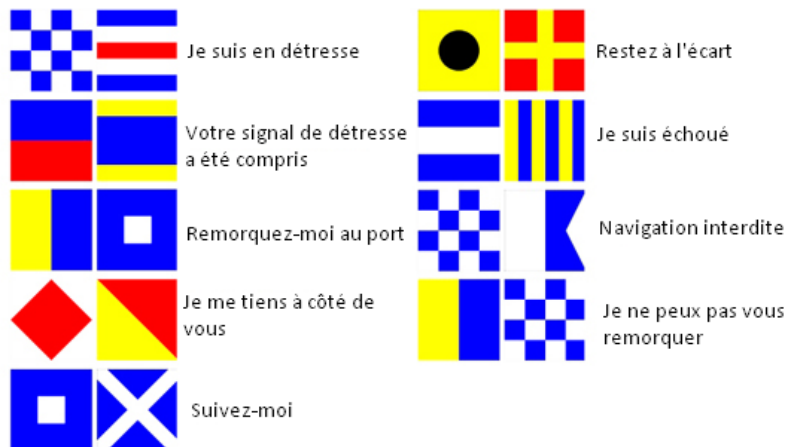 Je suis en détresse
Votre signal de détresse
a été compris
Remorquez-moi au port
Je me tiens à côté de
vous
Suivez-moi
Restez à l'écart
Je suis échoué
Navigation interdite
Je ne peux pas vous
remorquer